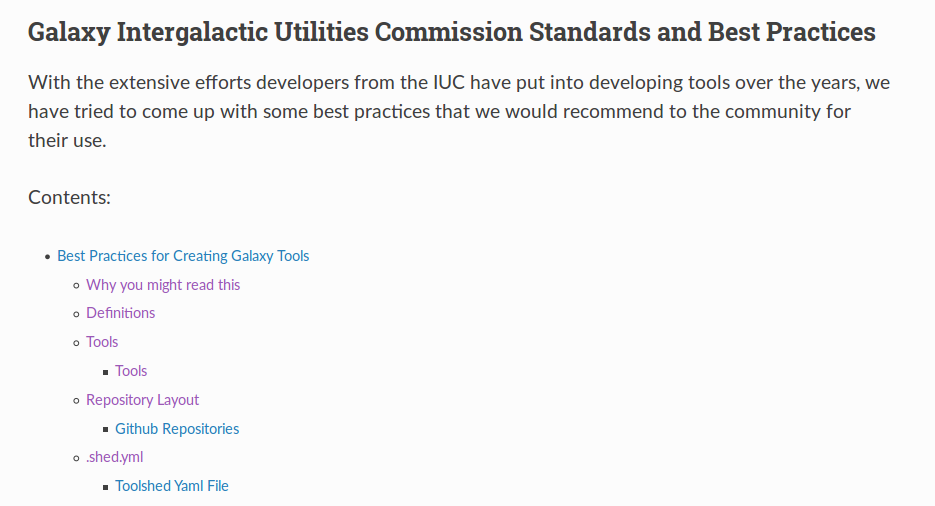 Galaxy Intergalactic Utilities Commission Standards and Best Practices
With the extensive efforts developers from the IUC have put into developing tools over the years, we
have tried to come up with some best practices that we would recommend to the community for
their use.
Contents:
Best Practices for Creating Galaxy Tools
Why you might read this
Definitions
Tools
Tools
Repository Layout
Github Repositories
.shed.yml
Toolshed Yaml File